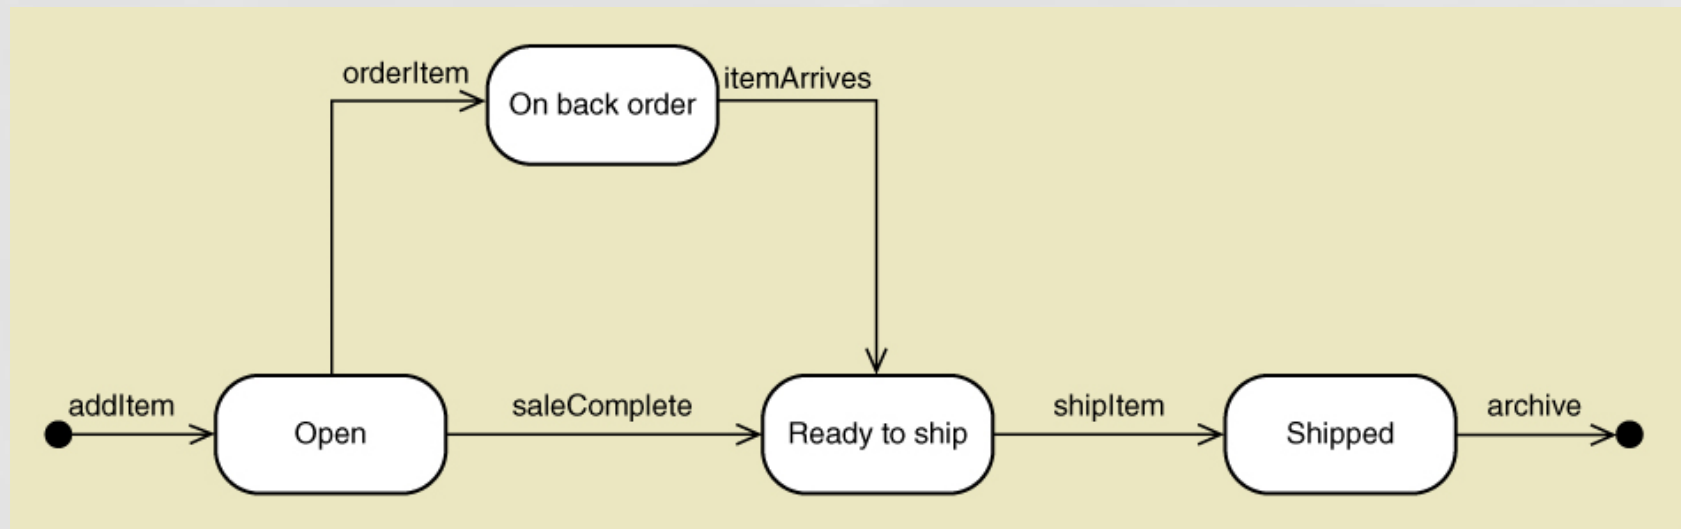 orderItem
On back order
itemArrives
addItem
Open
saleComplete
Ready to ship
shipItem
Shipped
archive